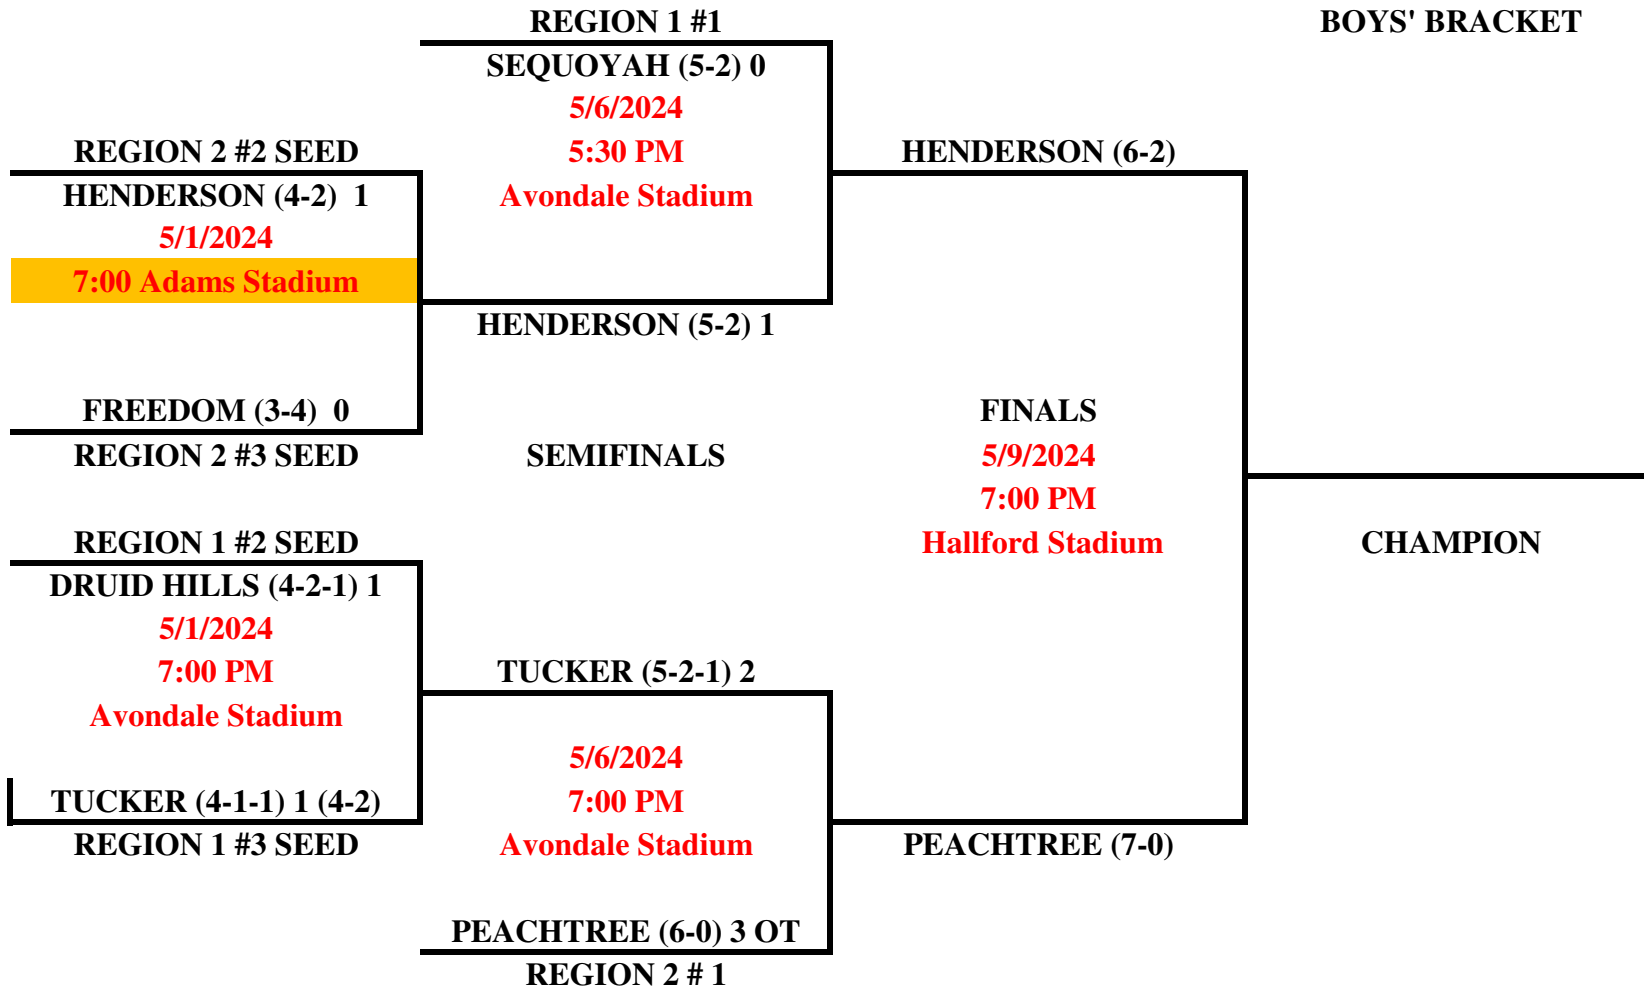 REGION 1 #1
BOYS' BRACKET
SEQUOYAH (5-2) 0
5/6/2024
REGION 2 #2 SEED
5:30 PM
HENDERSON (6-2)
HENDERSON (4-2) 1
Avondale Stadium
5/1/2024
7:00 Adams Stadium
HENDERSON (5-2) 1
FREEDOM (3-4) 0
FINALS
REGION 2 #3 SEED
SEMIFINALS
5/9/2024
7:00 PM
REGION 1 #2 SEED
Hallford Stadium
CHAMPION
DRUID HILLS (4-2-1) 1
5/1/2024
7:00 PM
TUCKER (5-2-1) 2
Avondale Stadium
5/6/2024
TUCKER (4-1-1) 1 (4-2)
7:00 PM
REGION 1 #3 SEED
Avondale Stadium
PEACHTREE (7-0)
PEACHTREE (6-0) 3 OT
REGION 2 # 1